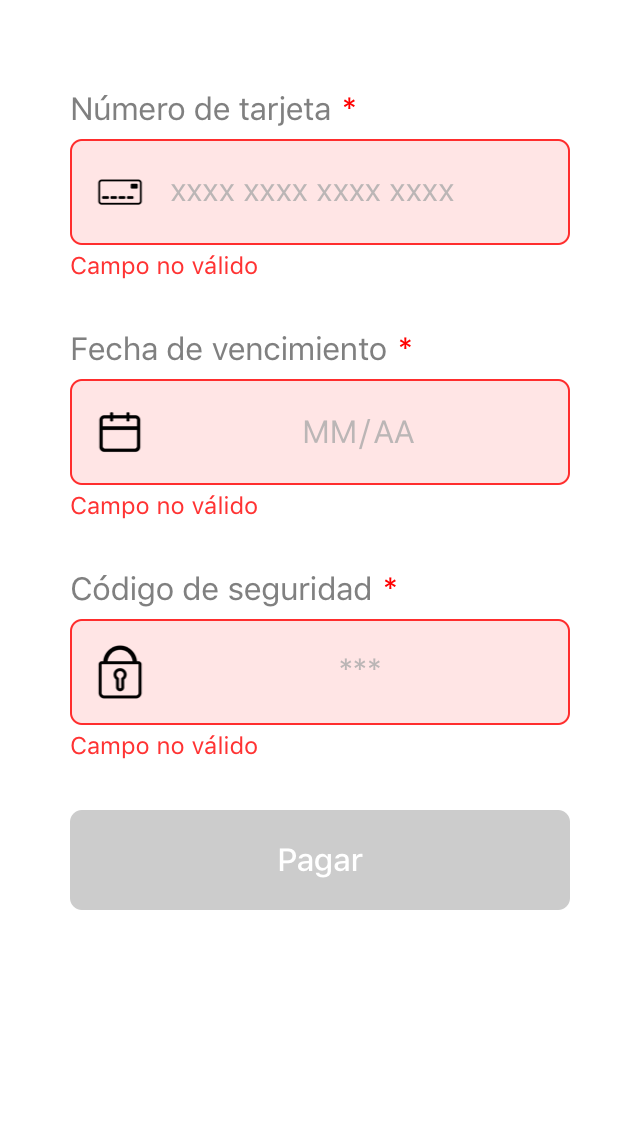 Número de tarjeta *
xxxx xxxx xxxx xxxx
Campo no válido
Fecha de vencimiento *
MM/AA
Campo no válido
Código de seguridad *
***
Campo no válido
Pagar